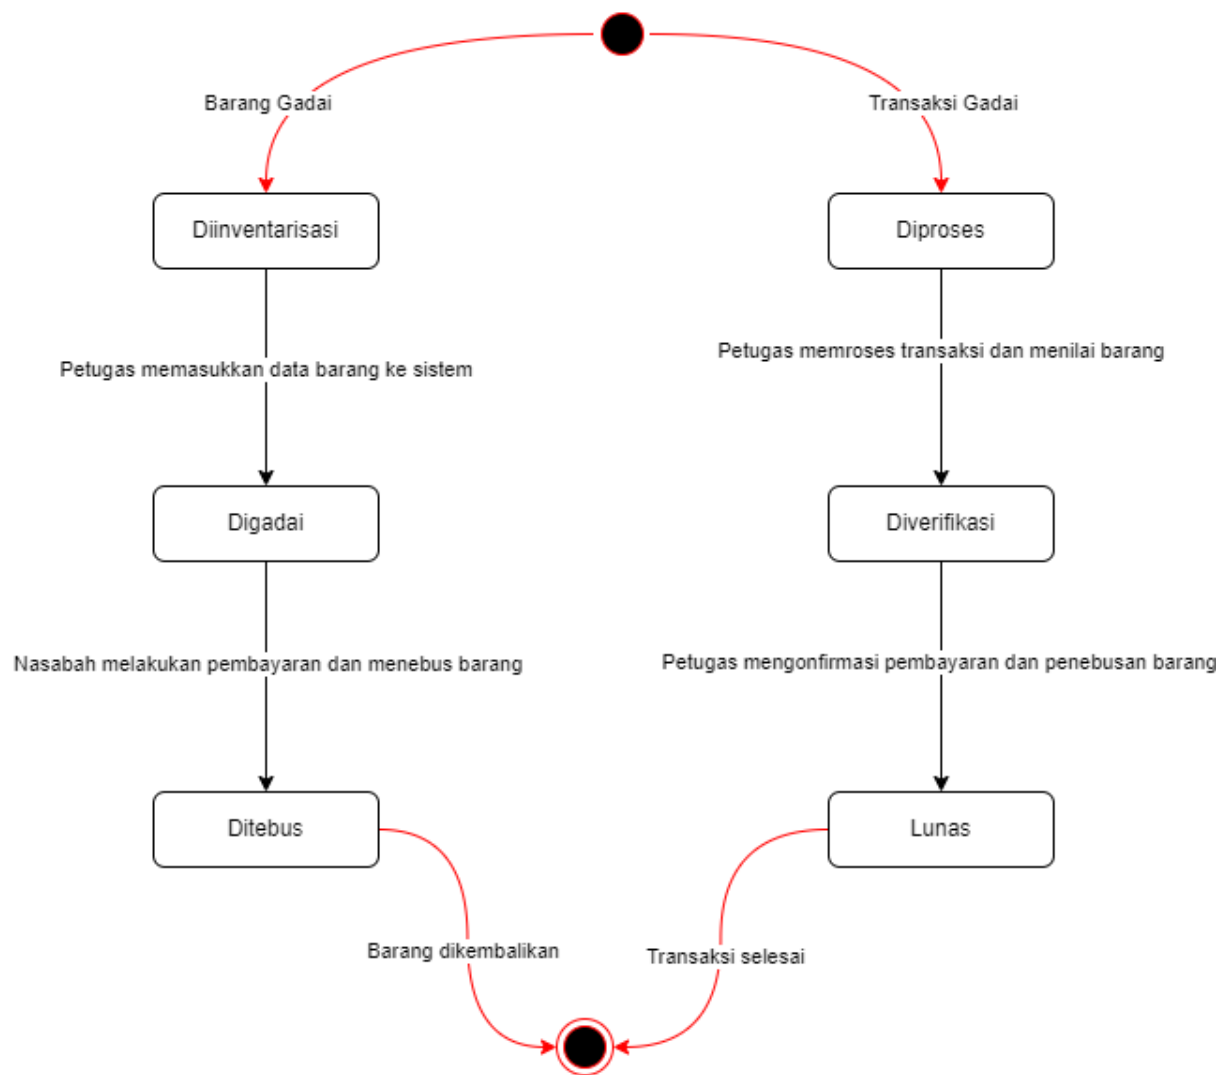 Barang Gadai
Transaksi Gadai
Diinventarisasi
Diproses
Petugas memasukkan data barang ke sistem
Petugas memroses transaksi dan menilai barang
Digadai
Diverifikasi
Nasabah melakukan pembayaran dan menebus barang
Petugas mengonfirmasi pembayaran dan penebusan barang
Ditebus
Lunas
Barang dikembalikan
Transaksi selesai